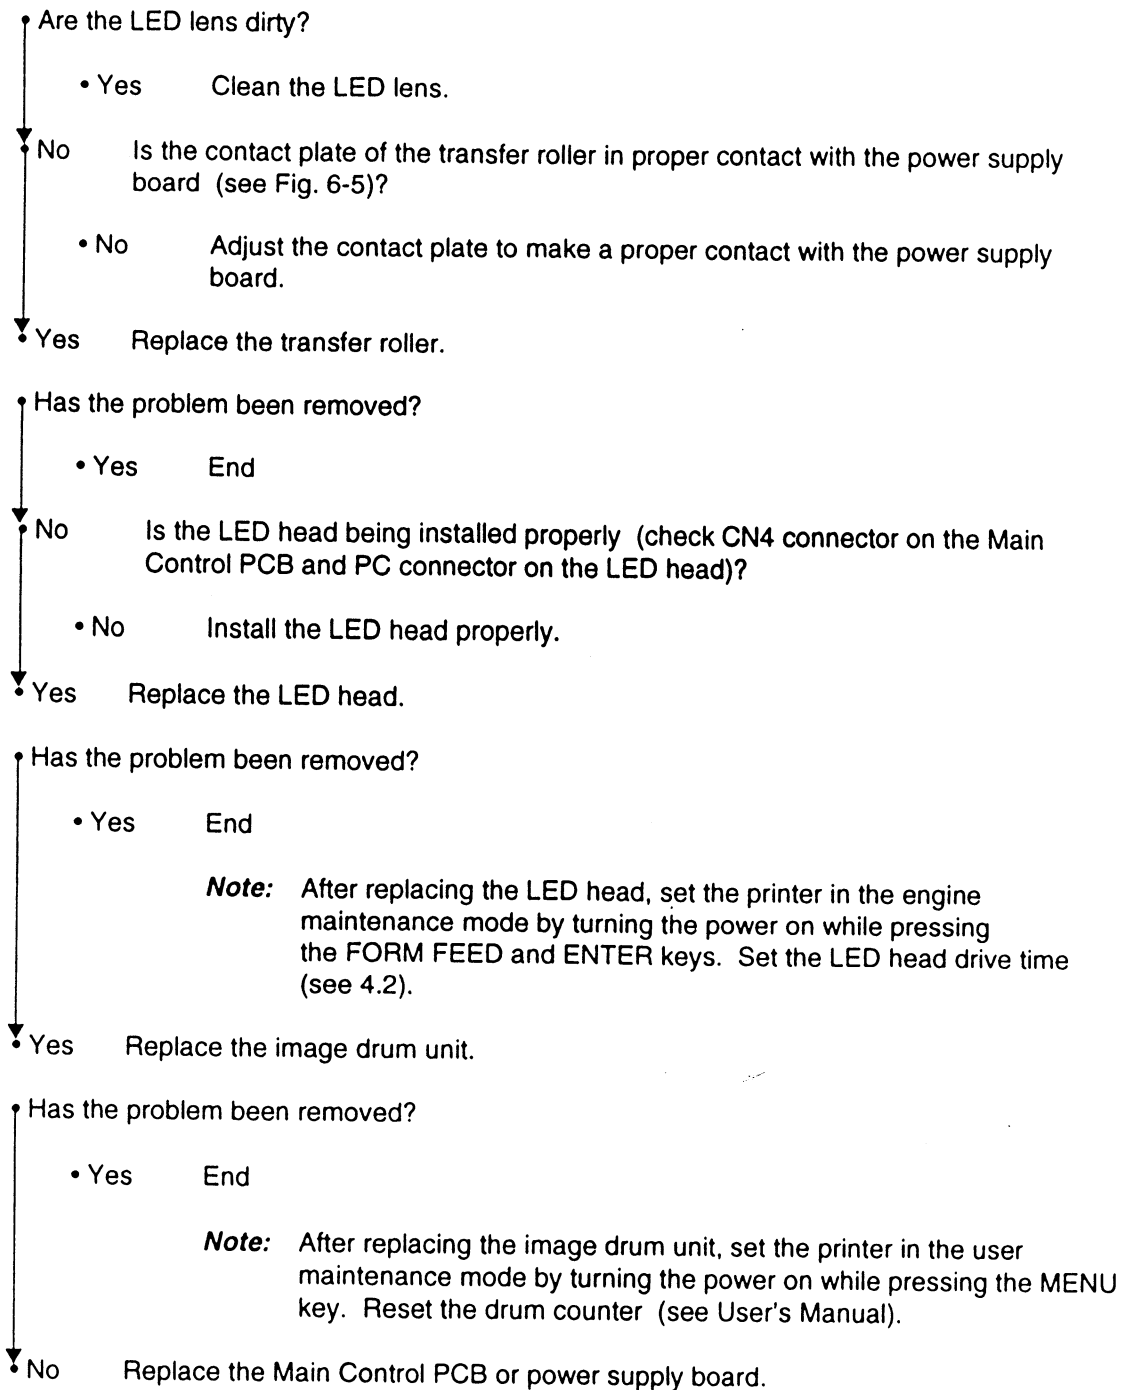 • Are the LED lens dirty?
• Yes Clean the LED lens.
• No Is the contact plate of the transfer roller in proper contact with the power supply
board (see Fig. 6-5)?
• No Adjust the contact plate to make a proper contact with the power supply
board.
• Yes Replace the transfer roller.
• Has the problem been removed?
• Yes End
• No Is the LED head being installed properly (check CN4 connector on the Main
Control PCB and PC connector on the LED head)?
• No Install the LED head properly.
• Yes Replace the LED head.
• Has the problem been removed?
• Yes End
Note: After replacing the LED head, set the printer in the engine
maintenance mode by turning the power on while pressing
the FORM FEED and ENTER keys. Set the LED head drive time
(see 4.2).
• Yes Replace the image drum unit.
• Has the problem been removed?
• Yes End
Note: After replacing the image drum unit, set the printer in the user
maintenance mode by turning the power on while pressing the MENU
key. Reset the drum counter (see User's Manual).
• No Replace the Main Control PCB or power supply board.